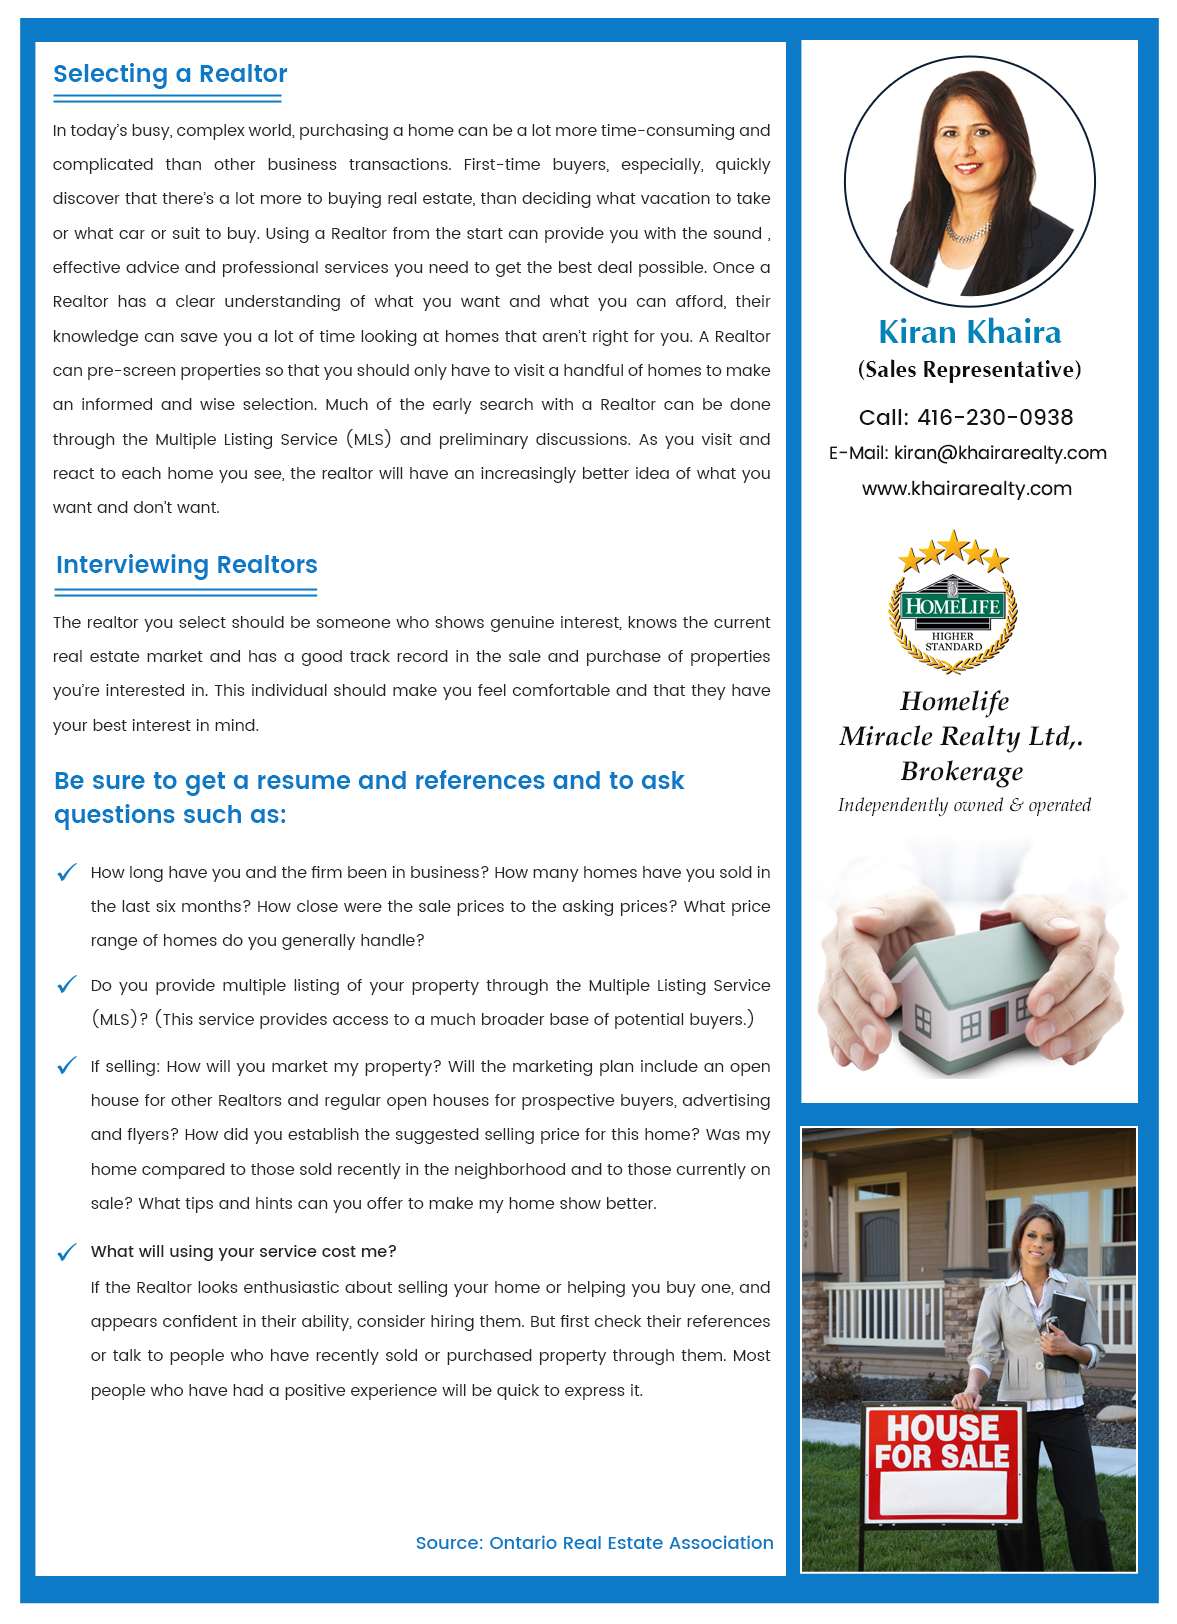 Selecting a Realtor
In today's busy, complex world, purchasing a home can be a lot more time-consuming and
complicated than other business transactions. First-time buyers, especially, quickly
discover that there's a lot more to buying real estate, than deciding what vacation to take
or what car or suit to buy. Using a Realtor from the start can provide you with the sound ,
effective advice and professional services you need to get the best deal possible. Once a
Realtor has a clear understanding of what you want and what you can afford, their
knowledge can save you a lot of time looking at homes that aren't right for you. A Realtor
can pre-screen properties so that you should only have to visit a handful of homes to make
an informed and wise selection. Much of the early search with a Realtor can be done
through the Multiple Listing Service (MLS) and preliminary discussions. As you visit and
react to each home you see, the realtor will have an increasingly better idea of what you
want and don't want.
Interviewing Realtors
The realtor you select should be someone who shows genuine interest, knows the current
real estate market and has a good track record in the sale and purchase of properties
you're interested in. This individual should make you feel comfortable and that they have
your best interest in mind.
Be sure to get a resume and references and to ask
questions such as:
How long have you and the firm been in business? How many homes have you sold in
the last six months? How close were the sale prices to the asking prices? What price
range of homes do you generally handle?
Do you provide multiple listing of your property through the Multiple Listing Service
(MLS)? (This service provides access to a much broader base of potential buyers.)
If selling: How will you market my property? Will the marketing plan include an open
house for other Realtors and regular open houses for prospective buyers, advertising
and flyers? How did you establish the suggested selling price for this home? Was my
home compared to those sold recently in the neighborhood and to those currently on
sale? What tips and hints can you offer to make my home show better.
What will using your service cost me?
If the Realtor looks enthusiastic about selling your home or helping you buy one, and
appears confident in their ability, consider hiring them. But first check their references
or talk to people who have recently sold or purchased property through them. Most
people who have had a positive experience will be quick to express it.
Source: Ontario Real Estate Association
Kiran Khaira
(Sales Representative)
Call: 416-230-0938
E-Mail: kiran@khairarealty.com
www.khairarealty.com
HOMELIFE
HIGHER
STANDARD
Homelife
Miracle Realty Ltd,.
Brokerage
Independently owned & operated
1004
HOUSE
FOR SALE